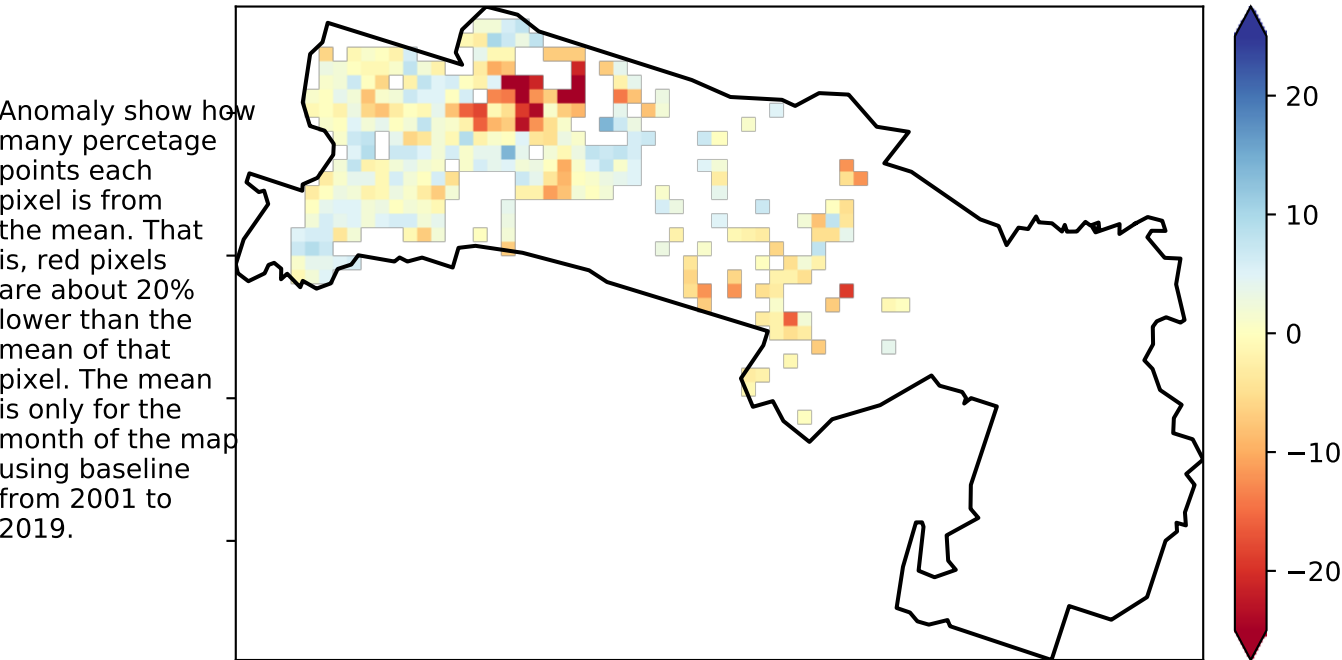 Anomaly show how
many percetage
points each
pixel is from
the mean. That
is, red pixels
are about 20%
lower than the
mean of that
pixel. The mean
is only for the
month of the map
using baseline
from 2001 to
2019.
20
10
0
−10
−20